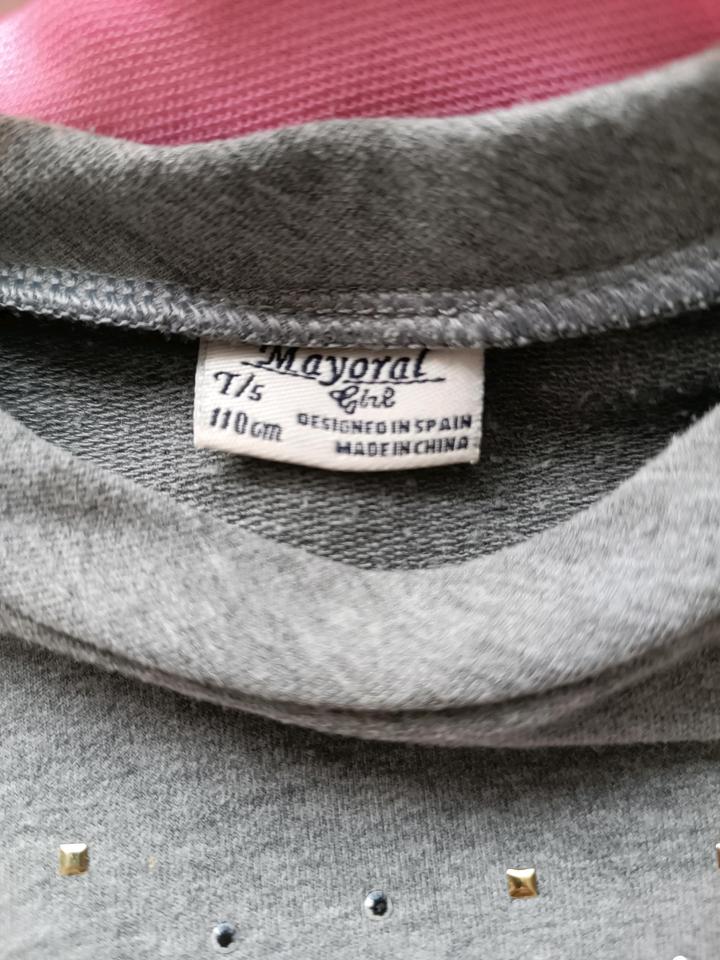 Mayoral
T/5
Girl
110cm
DESIGNED IN SPAIN
MADE IN CHINA